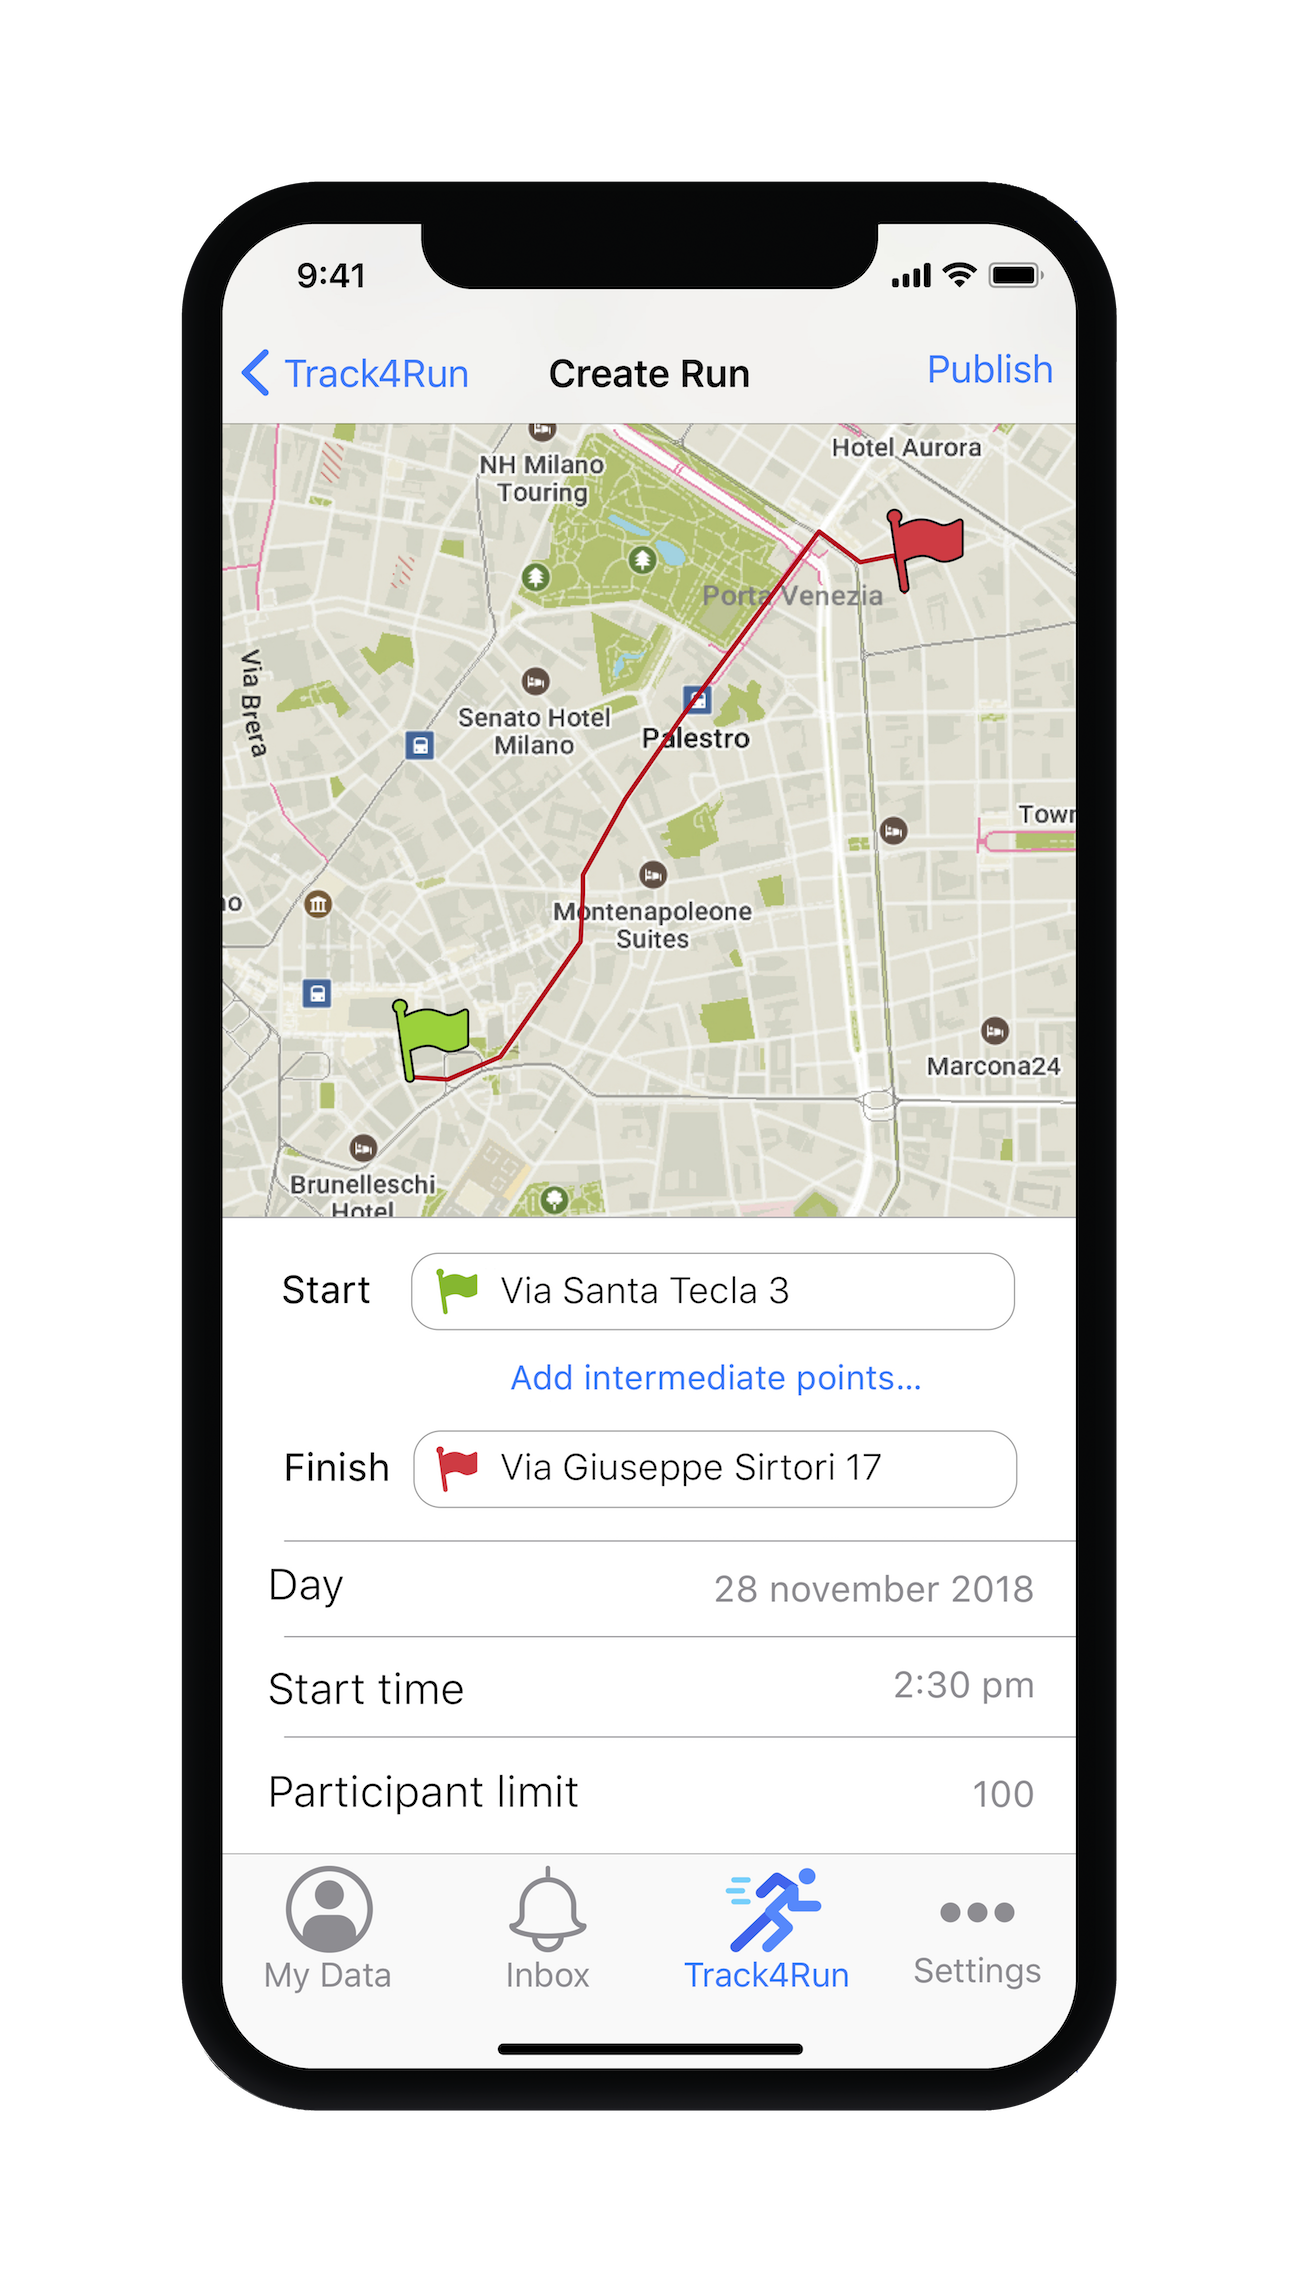 9:41
Track4Run
Create Run
Publish
Hotel Aurora
NH Milano
Touring
Porta Venezia
Via Brera
Senato Hotel
Milano
Palestro
Town
no
Montenapoleone
Suites
Marcona24
Brunelleschi
Hotel
Start
Via Santa Tecla 3
Add intermediate points...
Finish
Via Giuseppe Sirtori 17
Day
28 november 2018
Start time
2:30 pm
Participant limit
100
My Data
Inbox
Track4Run
Settings